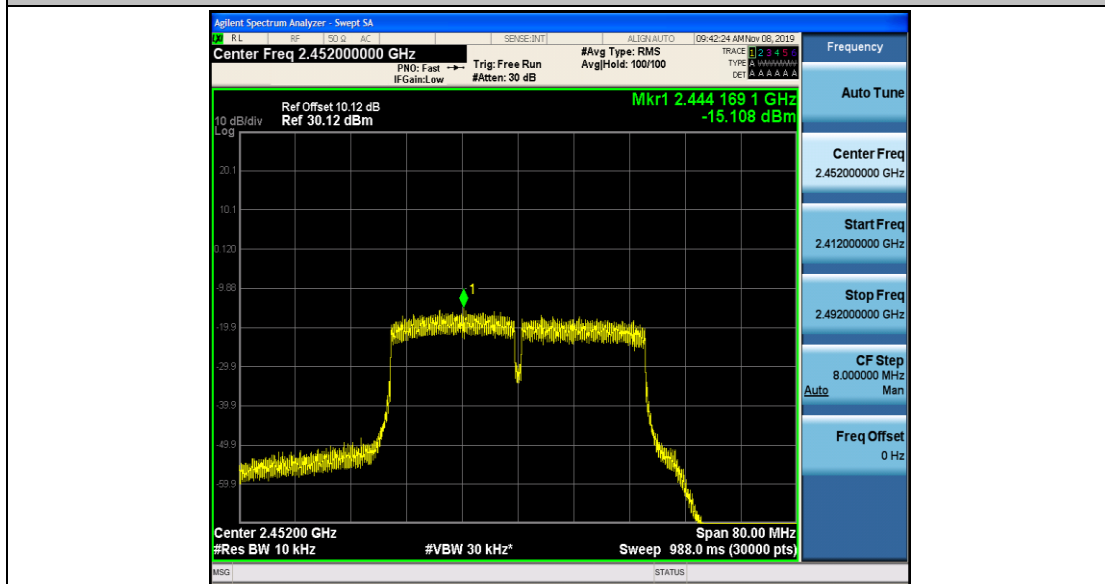 Agilent Spectrum Analyzer - Swept SA
RL RF 50 Ω AC SENSE:INT ALIGN AUTO 09:42:24 AM Nov 08, 2019
Center Freq 2.452000000 GHz
PNO: Fast
IFGain:Low
Trig: Free Run
#Atten: 30 dB
#Avg Type: RMS
Avg|Hold: 100/100
TRACE 1 2 3 4 5 6
TYPE A WWWWW
DET A A A A A A
Ref Offset 10.12 dB
10 dB/div Ref 30.12 dBm
Log
Mkr1 2.444 169 1 GHz
-15.108 dBm
20.1
10.1
0.120
-9.88
-19.9
-29.9
-39.9
-49.9
-59.9
1
Center 2.45200 GHz Span 80.00 MHz
#Res BW 10 kHz #VBW 30 kHz* Sweep 988.0 ms (30000 pts)
MSG STATUS
Frequency
Auto Tune
Center Freq
2.452000000 GHz
Start Freq
2.412000000 GHz
Stop Freq
2.492000000 GHz
CF Step
8.000000 MHz
Auto Man
Freq Offset
0 Hz